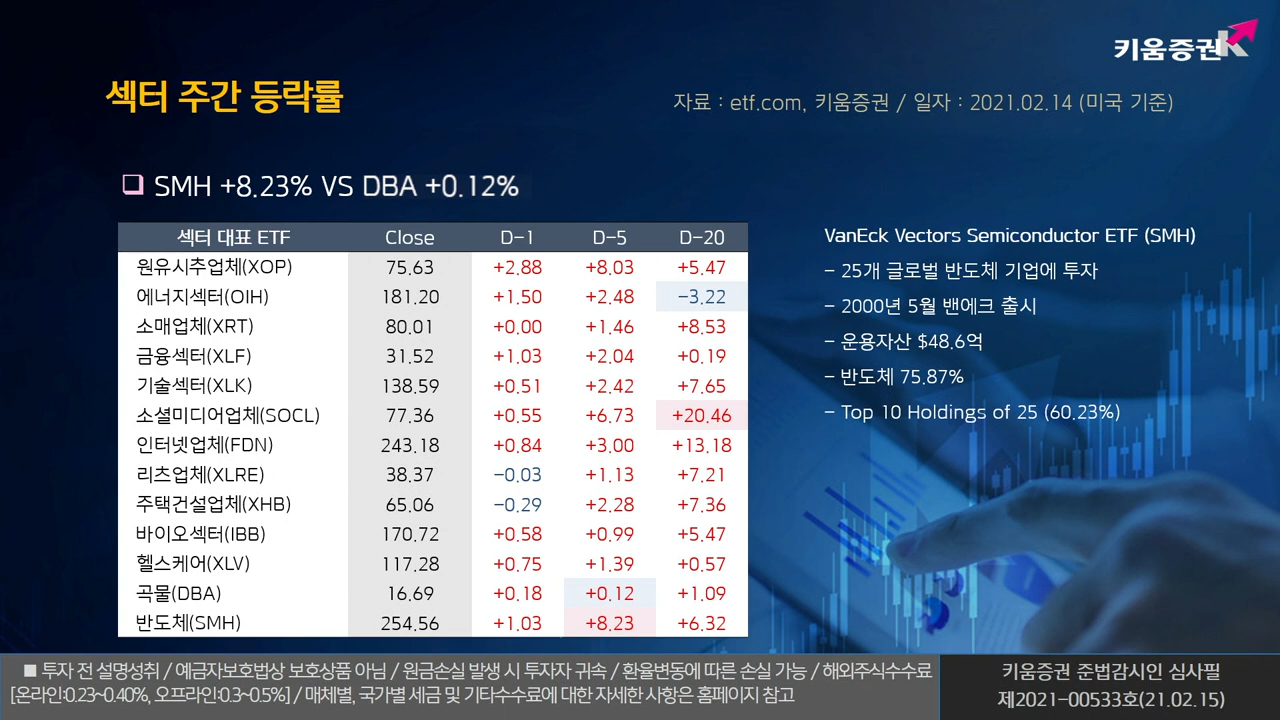 키움증권
섹터 주간 등락률
자료 : etf.com, 키움증권 / 일자 : 2021.02.14 (미국 기준)
❑ SMH +8.23% VS DBA +0.12%
섹터 대표 ETF Close D-1 D-5 D-20
원유시추업체(XOP) 75.63 +2.88 +8.03 +5.47
에너지섹터(OIH) 181.20 +1.50 +2.48 -3.22
소매업체(XRT) 80.01 +0.00 +1.46 +8.53
금융섹터(XLF) 31.52 +1.03 +2.04 +0.19
기술섹터(XLK) 138.59 +0.51 +2.42 +7.65
소셜미디어업체(SOCL) 77.36 +0.55 +6.73 +20.46
인터넷업체(FDN) 243.18 +0.84 +3.00 +13.18
리츠업체(XLRE) 38.37 -0.03 +1.13 +7.21
주택건설업체(XHB) 65.06 -0.29 +2.28 +7.36
바이오섹터(IBB) 170.72 +0.58 +0.99 +5.47
헬스케어(XLV) 117.28 +0.75 +1.39 +0.57
곡물(DBA) 16.69 +0.18 +0.12 +1.09
반도체(SMH) 254.56 +1.03 +8.23 +6.32
VanEck Vectors Semiconductor ETF (SMH)
- 25개 글로벌 반도체 기업에 투자
- 2000년 5월 밴에크 출시
- 운용자산 $48.6억
- 반도체 75.87%
- Top 10 Holdings of 25 (60.23%)
■ 투자 전 설명성취 / 예금자보호법상 보호상품 아님 / 원금손실 발생 시 투자자 귀속 / 환율변동에 따른 손실 가능 / 해외주식수수료
[온라인:0.23~0.40%, 오프라인:0.3~0.5%] / 매체별, 국가별 세금 및 기타수수료에 대한 자세한 사항은 홈페이지 참고
키움증권 준법감시인 심사필
제2021-00533호(21.02.15)